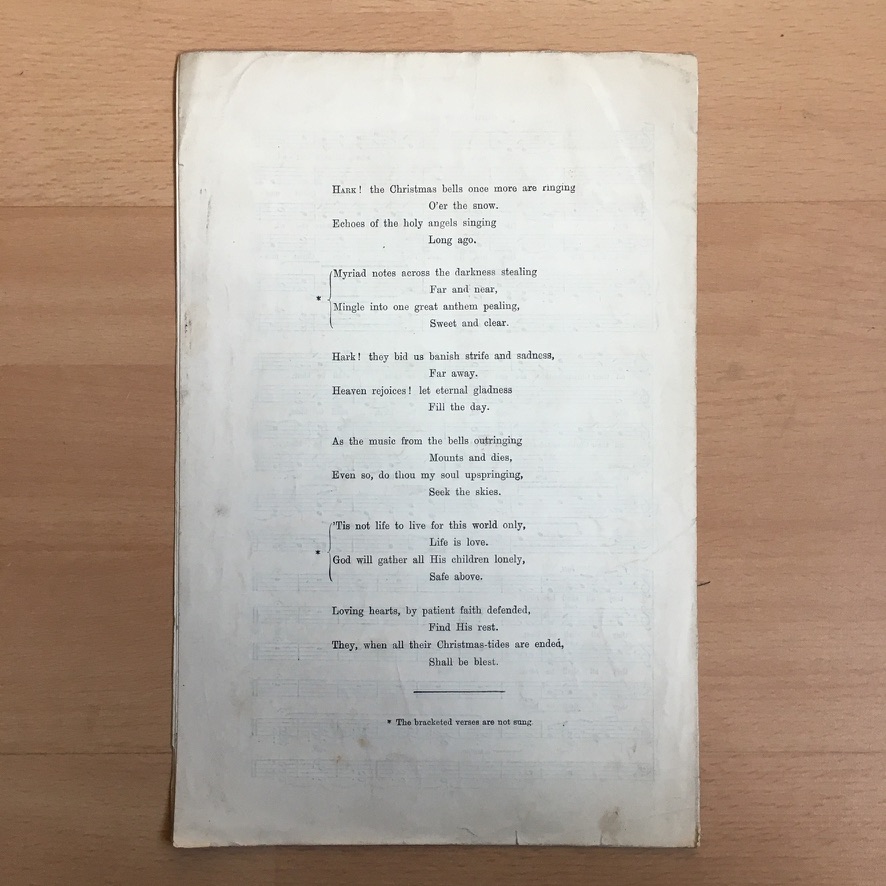 HARK! the Christmas bells once more are ringing
O'er the snow.
Echoes of the holy angels singing
Long ago.
Myriad notes across the darkness stealing
Far and near,
*
Mingle into one great anthem pealing,
Sweet and clear.
Hark! they bid us banish strife and sadness,
Far away.
Heaven rejoices! let eternal gladness
Fill the day.
As the music from the bells outringing
Mounts and dies,
Even so, do thou my soul upspringing,
Seek the skies.
'Tis not life to live for this world only,
Life is love.
*
God will gather all His children lonely,
Safe above.
Loving hearts, by patient faith defended,
Find His rest.
They, when all their Christmas-tides are ended,
Shall be blest.
* The bracketed verses are not sung.